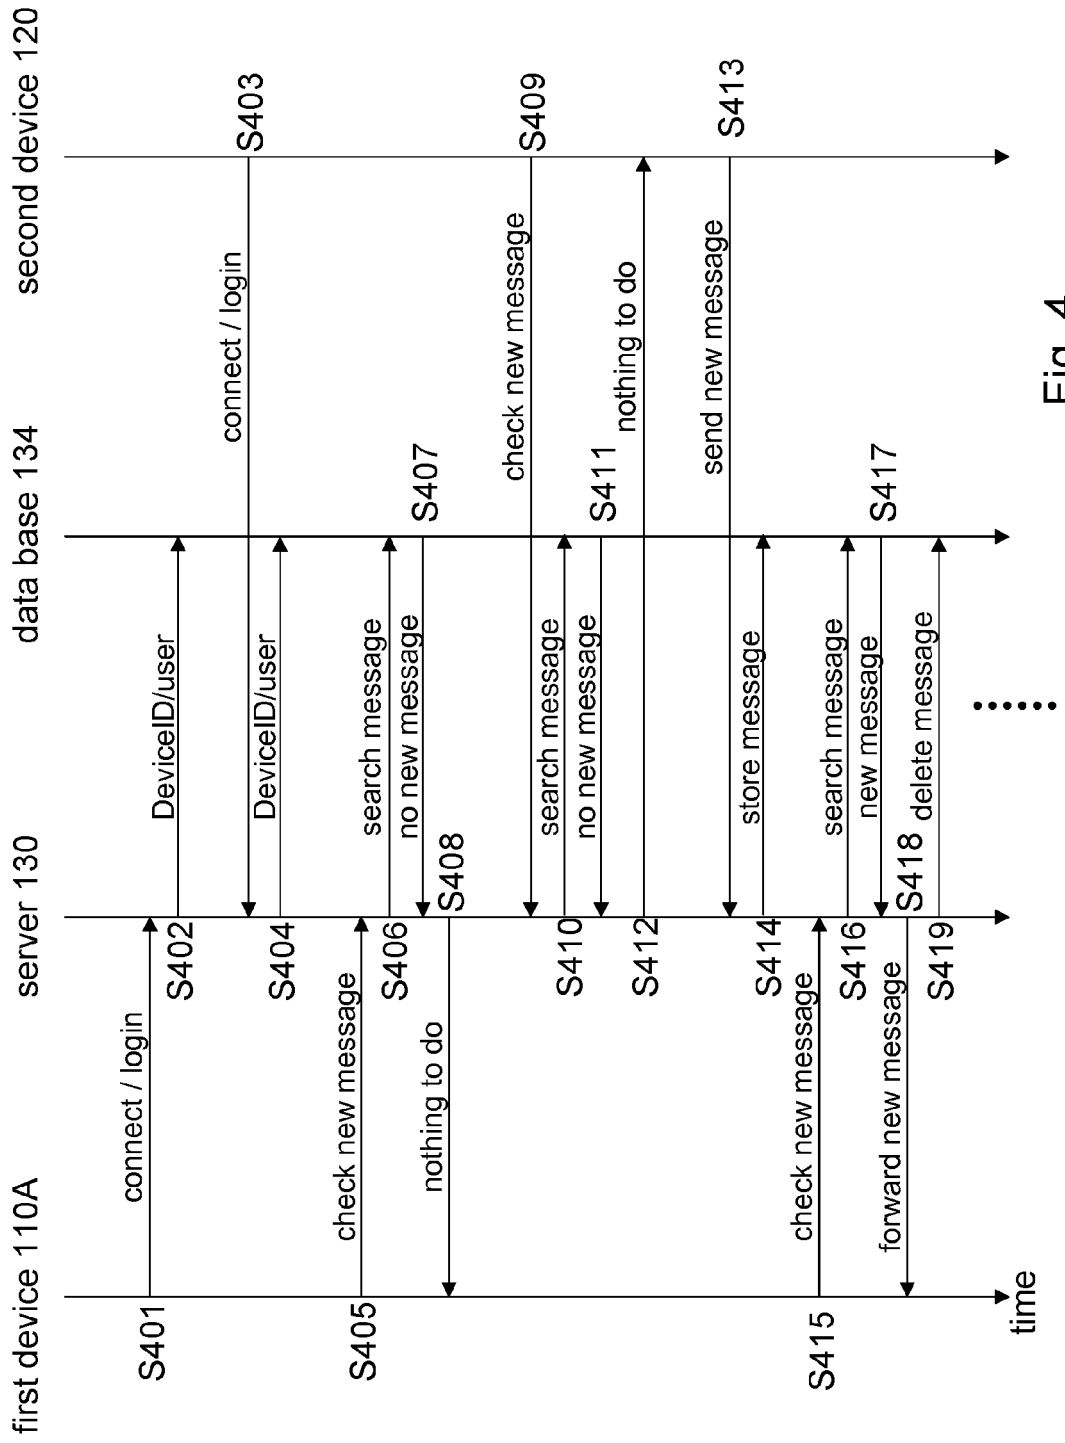 first device 110A
server 130
data base 134
second device 120
S401
connect / login
DeviceID/user
S402
connect / login
S403
DeviceID/user
S404
S405
check new message
search message
S406
no new message
S407
nothing to do
S408
check new message
S409
search message
S410
no new message
S411
nothing to do
S412
send new message
S413
store message
S414
check new message
S415
search message
S416
new message
S417
forward new message
S418
delete message
S419
......
time
Fig. 4